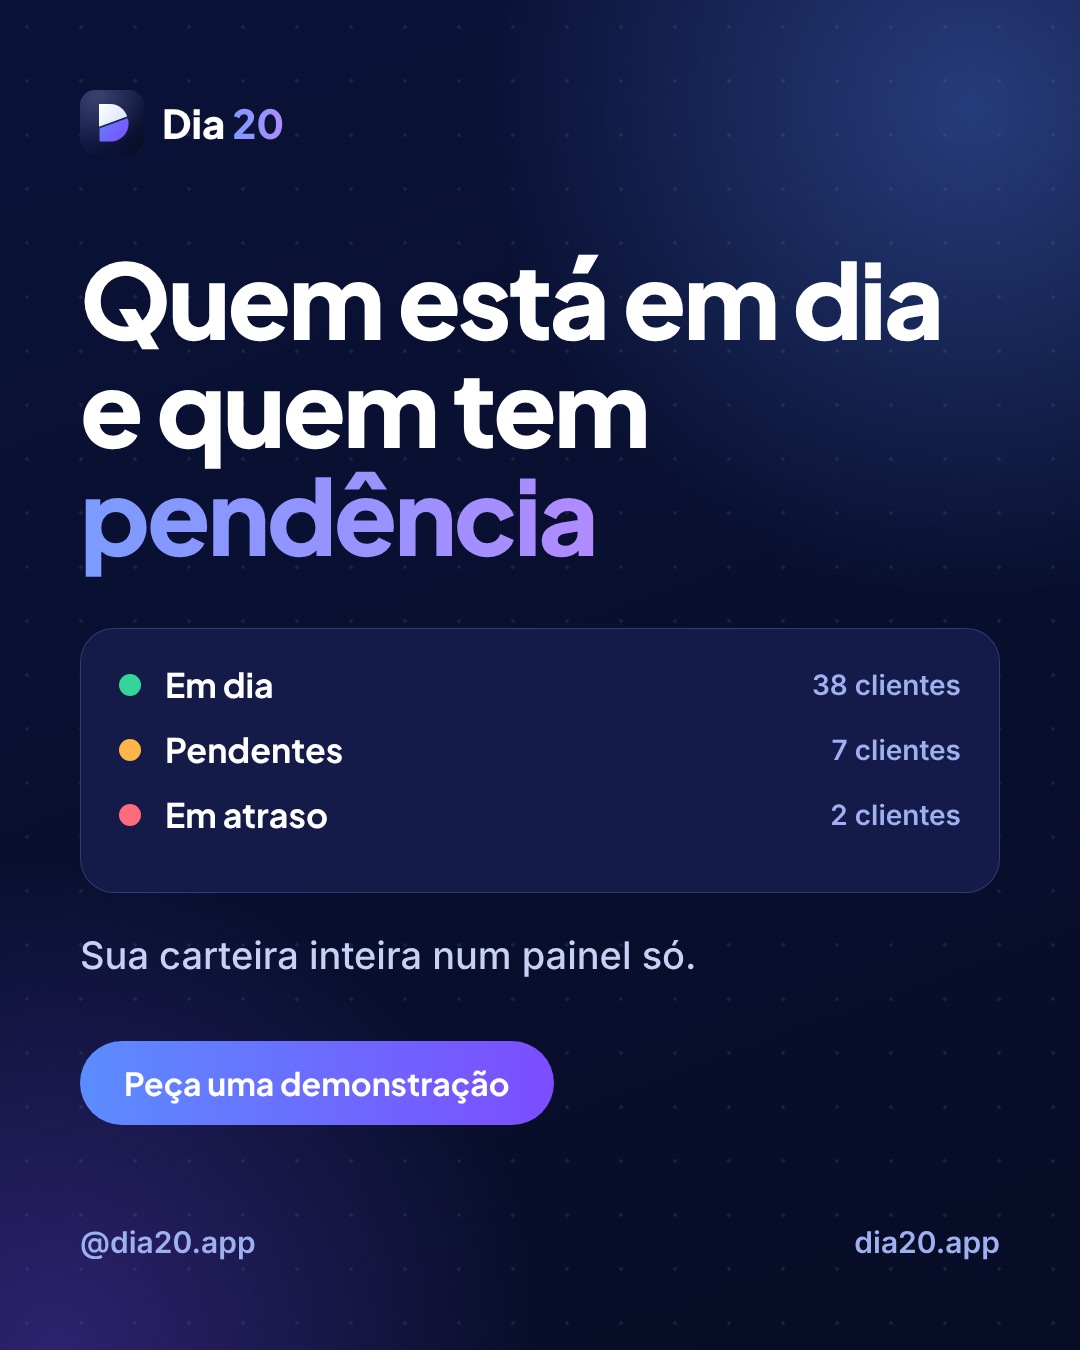 Dia 20
Quem está em dia
e quem tem
pendência
Em dia 38 clientes
Pendentes 7 clientes
Em atraso 2 clientes
Sua carteira inteira num painel só.
Peça uma demonstração
@dia20.app dia20.app